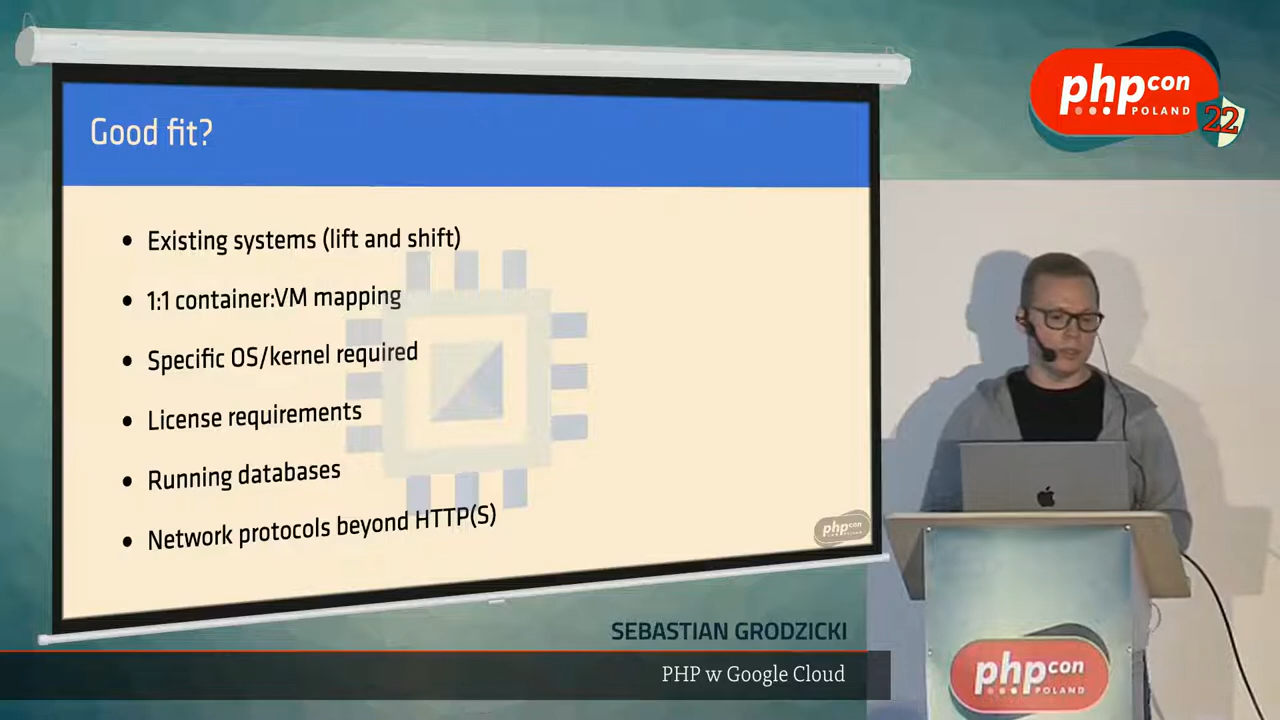 Good fit?
• Existing systems (lift and shift)
• 1:1 container:VM mapping
• Specific OS/kernel required
• License requirements
• Running databases
• Network protocols beyond HTTP(S)
phpcon
SEBASTIAN GRODZICKI
PHP w Google Cloud
phpcon
POLAND
22
phpcon
POLAND